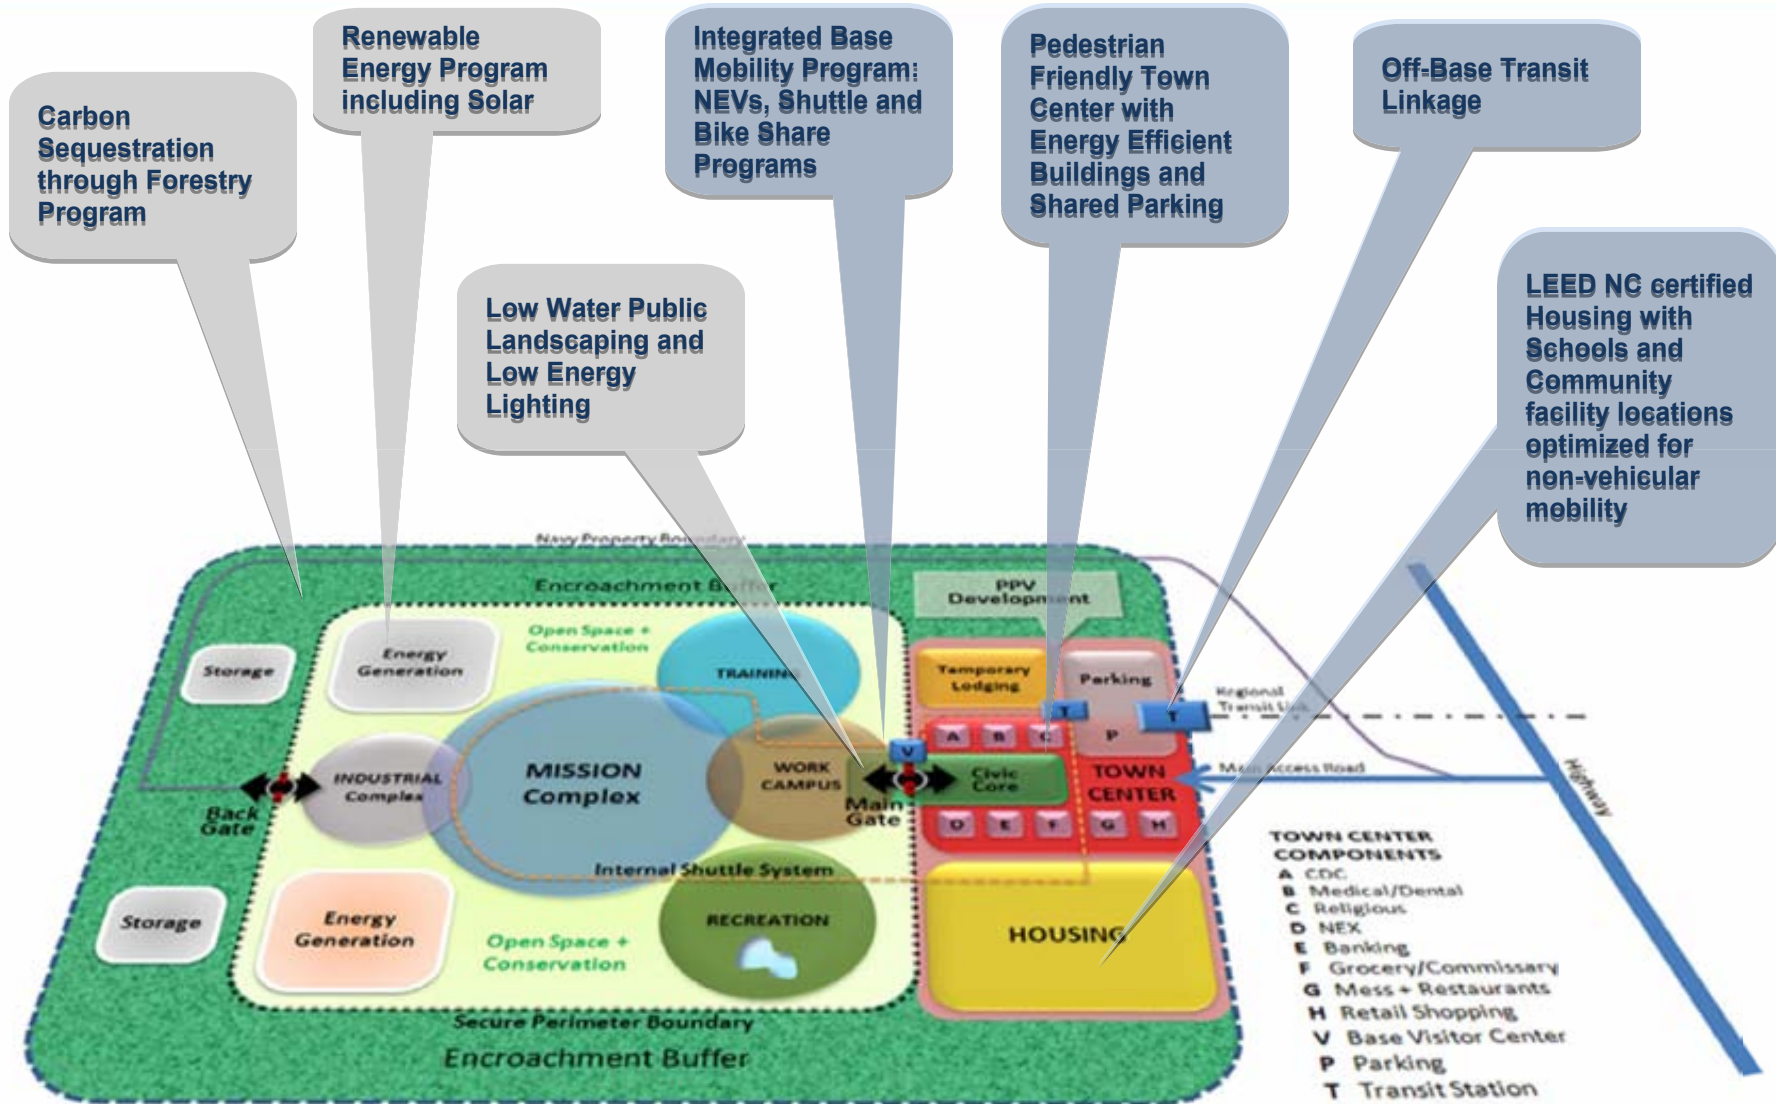 Carbon
Sequestration
through Forestry
Program
Renewable
Energy Program
including Solar
Integrated Base
Mobility Program:
NEVs, Shuttle and
Bike Share
Programs
Pedestrian
Friendly Town
Center with
Energy Efficient
Buildings and
Shared Parking
Off-Base Transit
Linkage
Low Water Public
Landscaping and
Low Energy
Lighting
LEED NC certified
Housing with
Schools and
Community
facility locations
optimized for
non-vehicular
mobility
Navy Property Boundary
Encroachment Buffer
PPV
Development
Open Space +
Conservation
Energy
Generation
Storage
TRAINING
Temporary
Lodging
Parking
Regional
Transit Link
T
T
A
B
C
P
V
MISSION
Complex
WORK
CAMPUS
INDUSTRIAL
Complex
Civic
Core
TOWN
CENTER
Main Access Road
Highway
Back
Gate
Main
Gate
D
E
F
G
H
Internal Shuttle System
Storage
Energy
Generation
Open Space +
Conservation
RECREATION
HOUSING
Secure Perimeter Boundary
Encroachment Buffer
TOWN CENTER
COMPONENTS
A CDC
B Medical/Dental
C Religious
D NEX
E Banking
F Grocery/Commissary
G Mess + Restaurants
H Retail Shopping
V Base Visitor Center
P Parking
T Transit Station